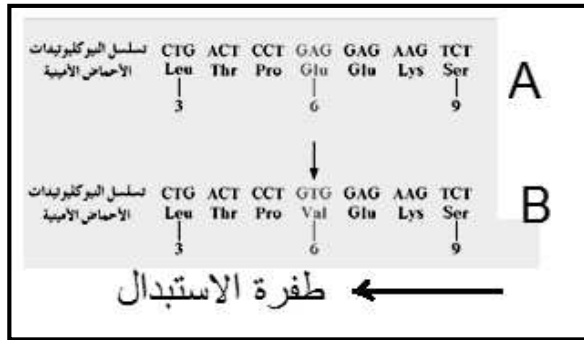 تسلسل النيوكليوتيدات CTG ACT CCT GAG GAG AAG TCT
الأحماض الأمينية Leu Thr Pro Glu Glu Lys Ser
3 6 9
A
تسلسل النيوكليوتيدات CTG ACT CCT GTG GAG AAG TCT
الأحماض الأمينية Leu Thr Pro Val Glu Lys Ser
3 6 9
B
طفرة الاستبدال